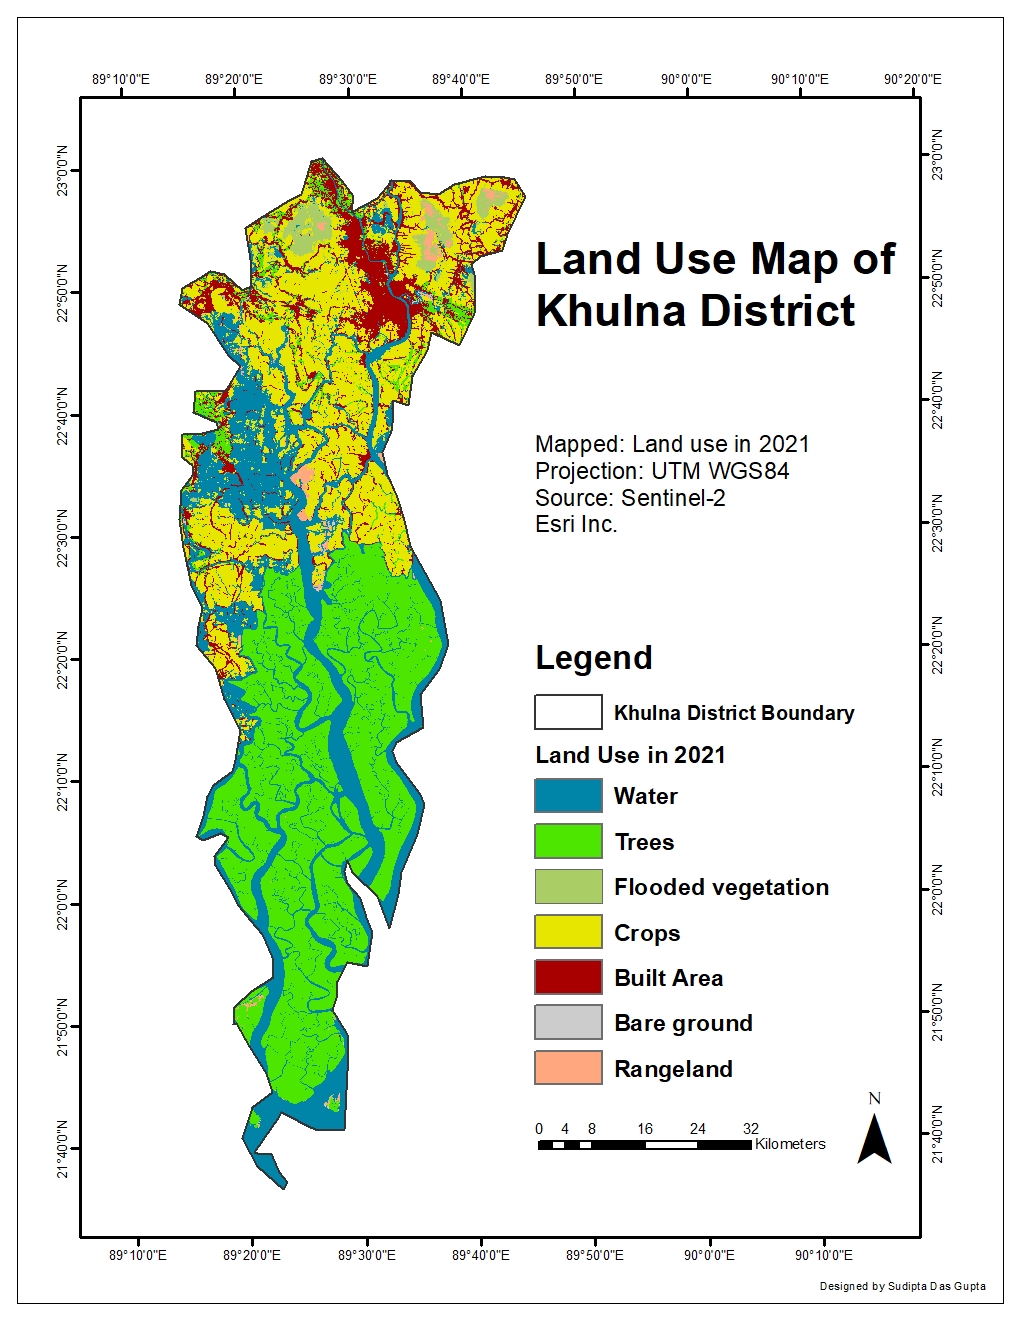 89°10'0"E 89°20'0"E 89°30'0"E 89°40'0"E 89°50'0"E 90°0'0"E 90°10'0"E 90°20'0"E
23°0'0"N
22°50'0"N
22°40'0"N
22°30'0"N
22°20'0"N
22°10'0"N
22°0'0"N
21°50'0"N
21°40'0"N
23°0'0"N
22°50'0"N
22°40'0"N
22°30'0"N
22°20'0"N
22°10'0"N
22°0'0"N
21°50'0"N
21°40'0"N
Land Use Map of
Khulna District
Mapped: Land use in 2021
Projection: UTM WGS84
Source: Sentinel-2
Esri Inc.
Legend
Khulna District Boundary
Land Use in 2021
Water
Trees
Flooded vegetation
Crops
Built Area
Bare ground
Rangeland
N
0 4 8 16 24 32
Kilometers
89°10'0"E 89°20'0"E 89°30'0"E 89°40'0"E 89°50'0"E 90°0'0"E 90°10'0"E
Designed by Sudipta Das Gupta